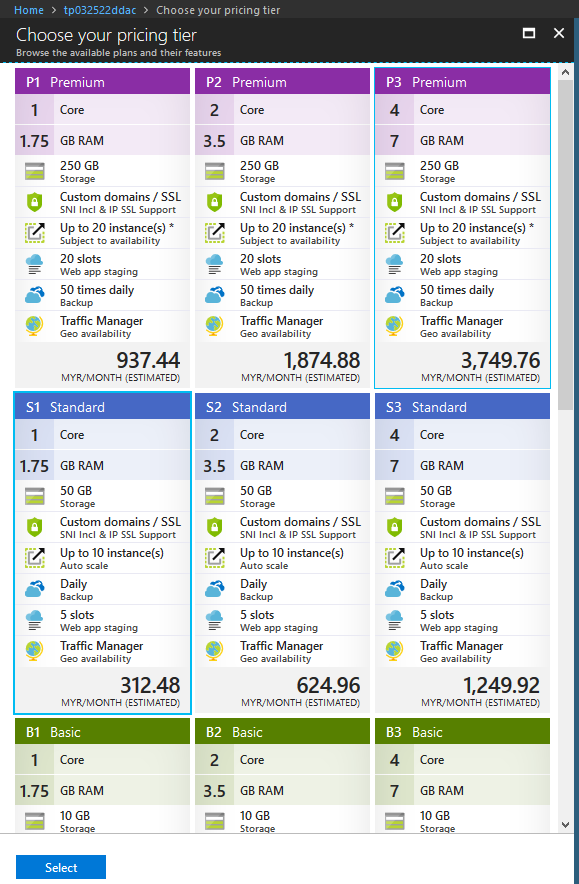 Home > tp032522ddac > Choose your pricing tier
Choose your pricing tier
Browse the available plans and their features
P1 Premium
1 Core
1.75 GB RAM
250 GB
Storage
Custom domains / SSL
SNI Incl & IP SSL Support
Up to 20 instance(s) *
Subject to availability
20 slots
Web app staging
50 times daily
Backup
Traffic Manager
Geo availability
937.44
MYR/MONTH (ESTIMATED)
P2 Premium
2 Core
3.5 GB RAM
250 GB
Storage
Custom domains / SSL
SNI Incl & IP SSL Support
Up to 20 instance(s) *
Subject to availability
20 slots
Web app staging
50 times daily
Backup
Traffic Manager
Geo availability
1,874.88
MYR/MONTH (ESTIMATED)
P3 Premium
4 Core
7 GB RAM
250 GB
Storage
Custom domains / SSL
SNI Incl & IP SSL Support
Up to 20 instance(s) *
Subject to availability
20 slots
Web app staging
50 times daily
Backup
Traffic Manager
Geo availability
3,749.76
MYR/MONTH (ESTIMATED)
S1 Standard
1 Core
1.75 GB RAM
50 GB
Storage
Custom domains / SSL
SNI Incl & IP SSL Support
Up to 10 instance(s)
Auto scale
Daily
Backup
5 slots
Web app staging
Traffic Manager
Geo availability
312.48
MYR/MONTH (ESTIMATED)
S2 Standard
2 Core
3.5 GB RAM
50 GB
Storage
Custom domains / SSL
SNI Incl & IP SSL Support
Up to 10 instance(s)
Auto scale
Daily
Backup
5 slots
Web app staging
Traffic Manager
Geo availability
624.96
MYR/MONTH (ESTIMATED)
S3 Standard
4 Core
7 GB RAM
50 GB
Storage
Custom domains / SSL
SNI Incl & IP SSL Support
Up to 10 instance(s)
Auto scale
Daily
Backup
5 slots
Web app staging
Traffic Manager
Geo availability
1,249.92
MYR/MONTH (ESTIMATED)
B1 Basic
1 Core
1.75 GB RAM
10 GB
Storage
B2 Basic
2 Core
3.5 GB RAM
10 GB
Storage
B3 Basic
4 Core
7 GB RAM
10 GB
Storage
Select